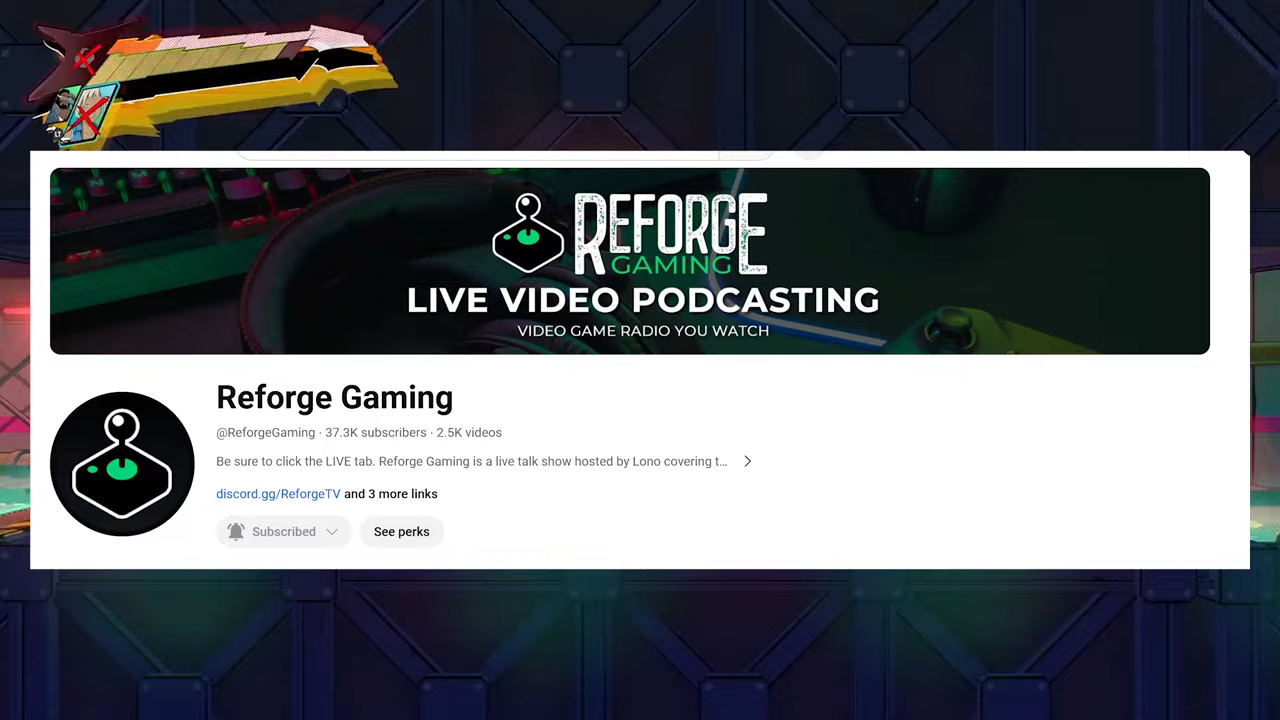 LT
REFORGE
GAMING
LIVE VIDEO PODCASTING
VIDEO GAME RADIO YOU WATCH
Reforge Gaming
@ReforgeGaming · 37.3K subscribers · 2.5K videos
Be sure to click the LIVE tab. Reforge Gaming is a live talk show hosted by Lono covering t...
discord.gg/ReforgeTV and 3 more links
Subscribed
See perks